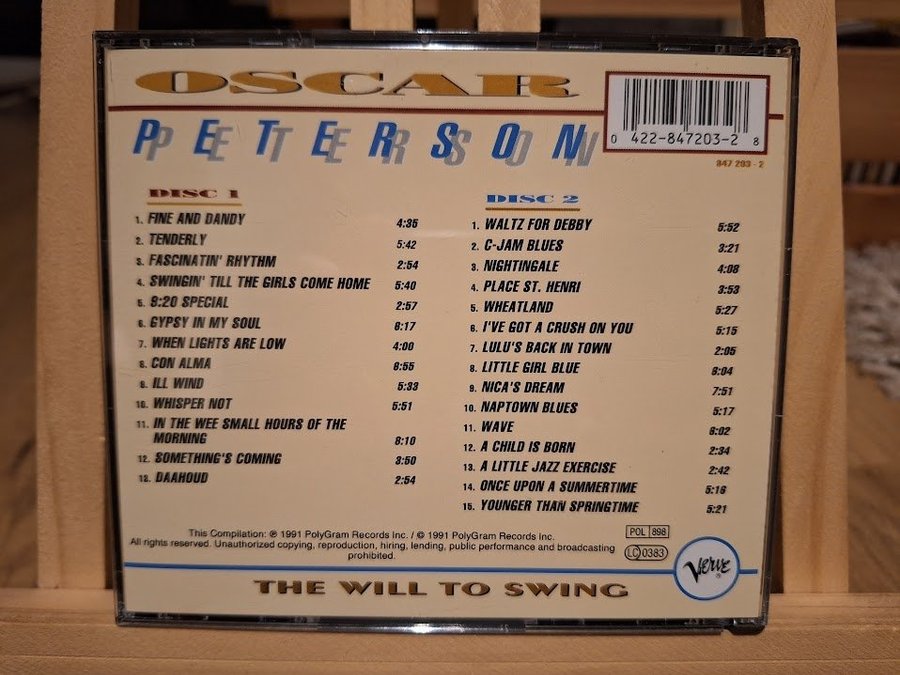 OSCAR
PETERSON
0 422-847203-2 8
847 203 - 2
DISC 1
1. FINE AND DANDY 4:35
2. TENDERLY 5:42
3. FASCINATIN' RHYTHM 2:54
4. SWINGIN' TILL THE GIRLS COME HOME 5:40
5. 9:20 SPECIAL 2:57
6. GYPSY IN MY SOUL 6:17
7. WHEN LIGHTS ARE LOW 4:00
8. CON ALMA 6:55
9. ILL WIND 5:33
10. WHISPER NOT 5:51
11. IN THE WEE SMALL HOURS OF THE
MORNING 8:10
12. SOMETHING'S COMING 3:50
13. DAAHOUD 2:54
DISC 2
1. WALTZ FOR DEBBY 5:52
2. C-JAM BLUES 3:21
3. NIGHTINGALE 4:08
4. PLACE ST. HENRI 3:53
5. WHEATLAND 5:27
6. I'VE GOT A CRUSH ON YOU 5:15
7. LULU'S BACK IN TOWN 2:05
8. LITTLE GIRL BLUE 8:04
9. NICA'S DREAM 7:51
10. NAPTOWN BLUES 5:17
11. WAVE 6:02
12. A CHILD IS BORN 2:34
13. A LITTLE JAZZ EXERCISE 2:42
14. ONCE UPON A SUMMERTIME 5:16
15. YOUNGER THAN SPRINGTIME 5:21
This Compilation: ℗ 1991 PolyGram Records Inc. / © 1991 PolyGram Records Inc.
All rights reserved. Unauthorized copying, reproduction, hiring, lending, public performance and broadcasting
prohibited.
POL 898
LC 0383
Verve ®
THE WILL TO SWING